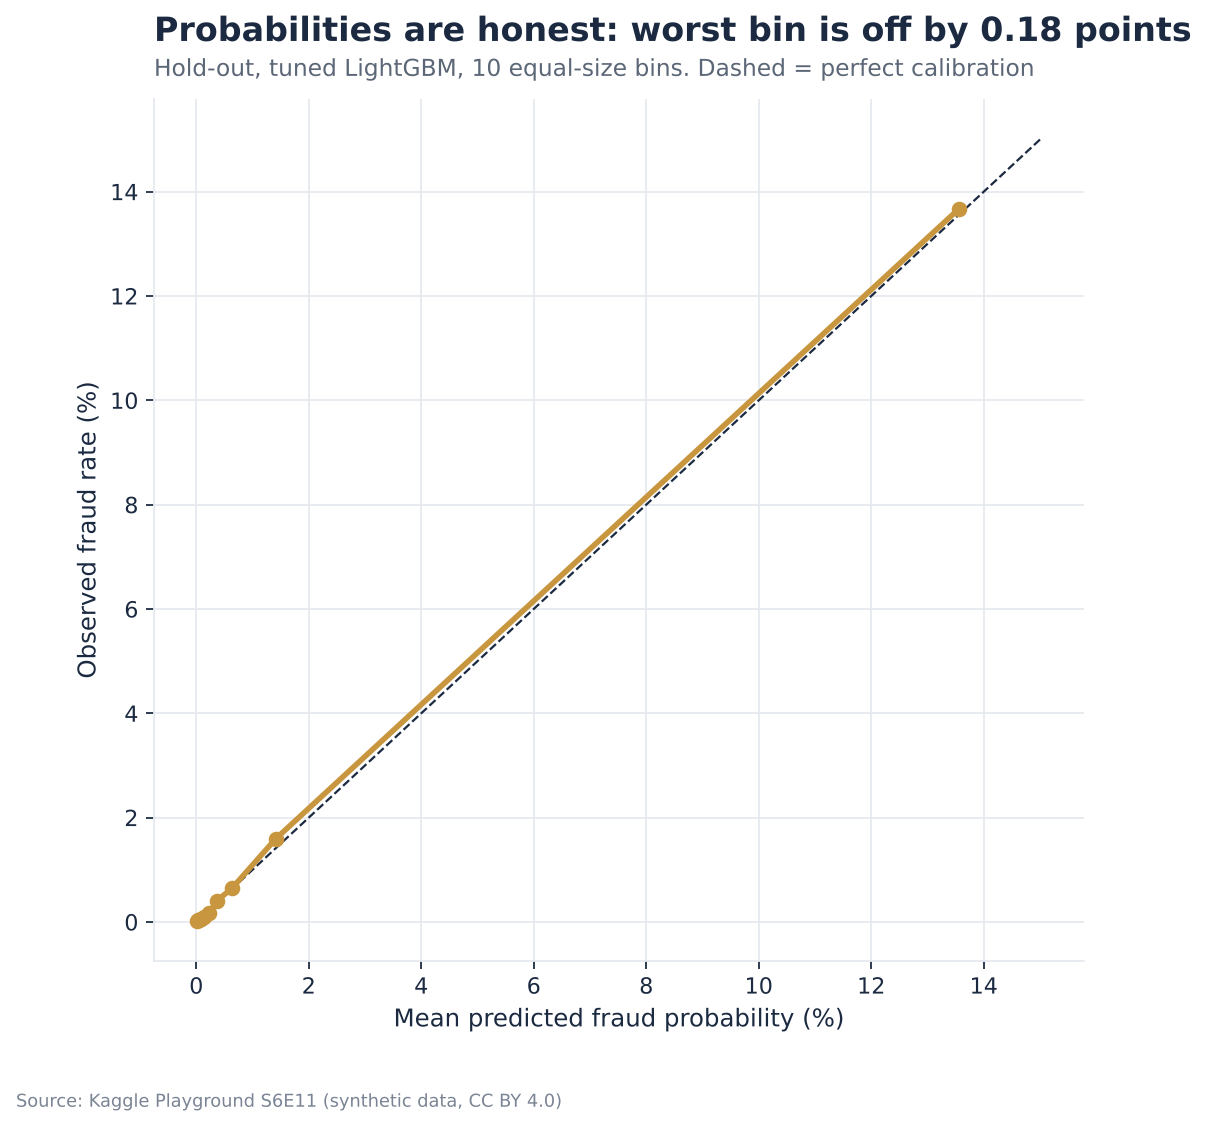 Probabilities are honest: worst bin is off by 0.18 points
Hold-out, tuned LightGBM, 10 equal-size bins. Dashed = perfect calibration
14
12
10
8
6
4
2
0
Observed fraud rate (%)
0 2 4 6 8 10 12 14
Mean predicted fraud probability (%)
Source: Kaggle Playground S6E11 (synthetic data, CC BY 4.0)